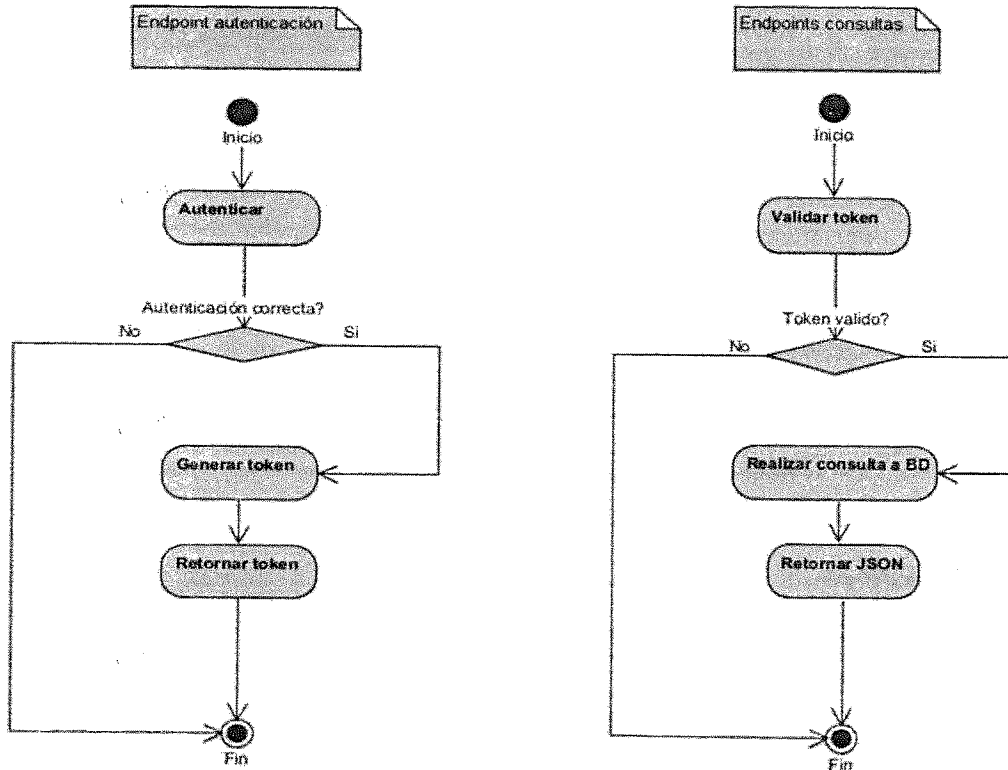 Endpoint autenticación
Inicio
Autenticar
Autenticación correcta?
No
Si
Generar token
Retornar token
Fin
Endpoints consultas
Inicio
Validar token
Token valido?
No
Si
Realizar consulta a BD
Retornar JSON
Fin